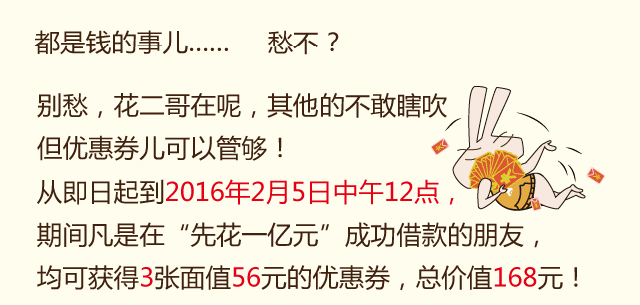 都是钱的事儿…… 愁不？
别愁，花二哥在呢，其他的不敢瞎吹
但优惠券儿可以管够！
从即日起到2016年2月5日中午12点，
期间凡是在“先花一亿元”成功借款的朋友，
均可获得3张面值56元的优惠券，总价值168元！